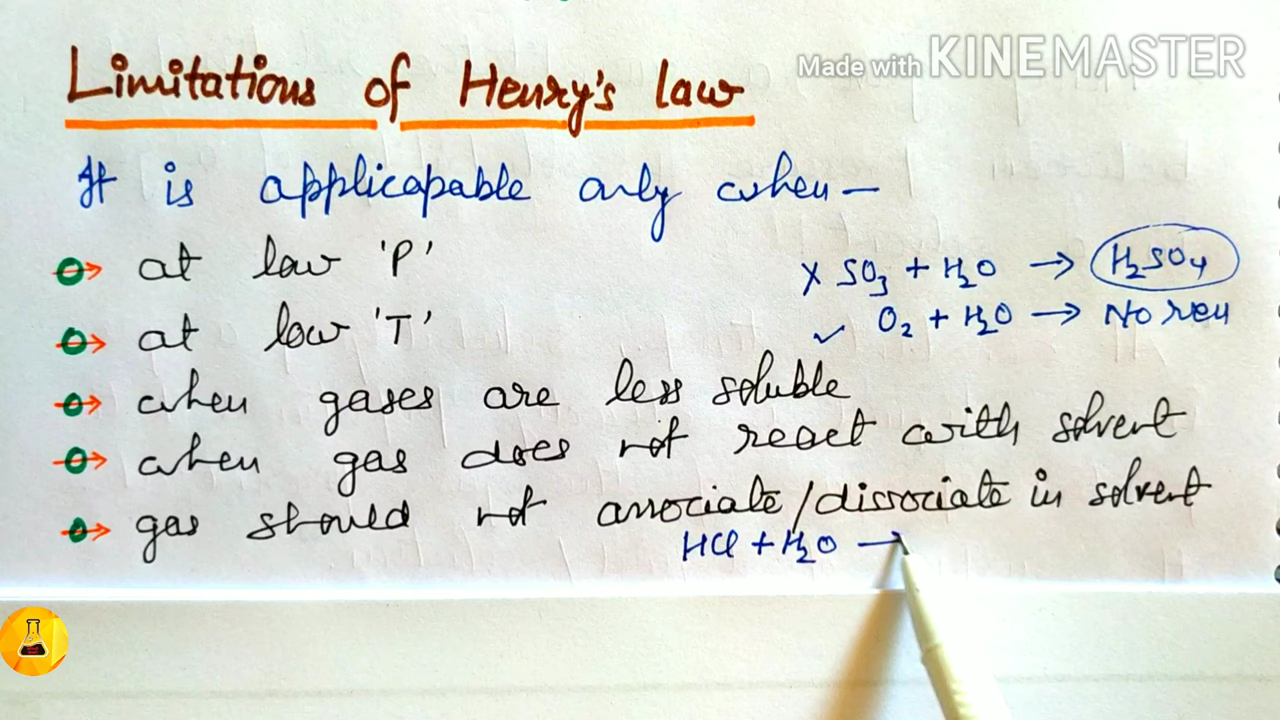 Made with KINEMASTER
Limitations of Henry's law
It is applicapable only when—
at low 'P'
X SO₃ + H₂O → H₂SO₄
at low 'T'
✓ O₂ + H₂O → No rxn
when gases are less soluble
when gas does not react with solvent
gas should not associate/dissociate in solvent
HCl + H₂O →